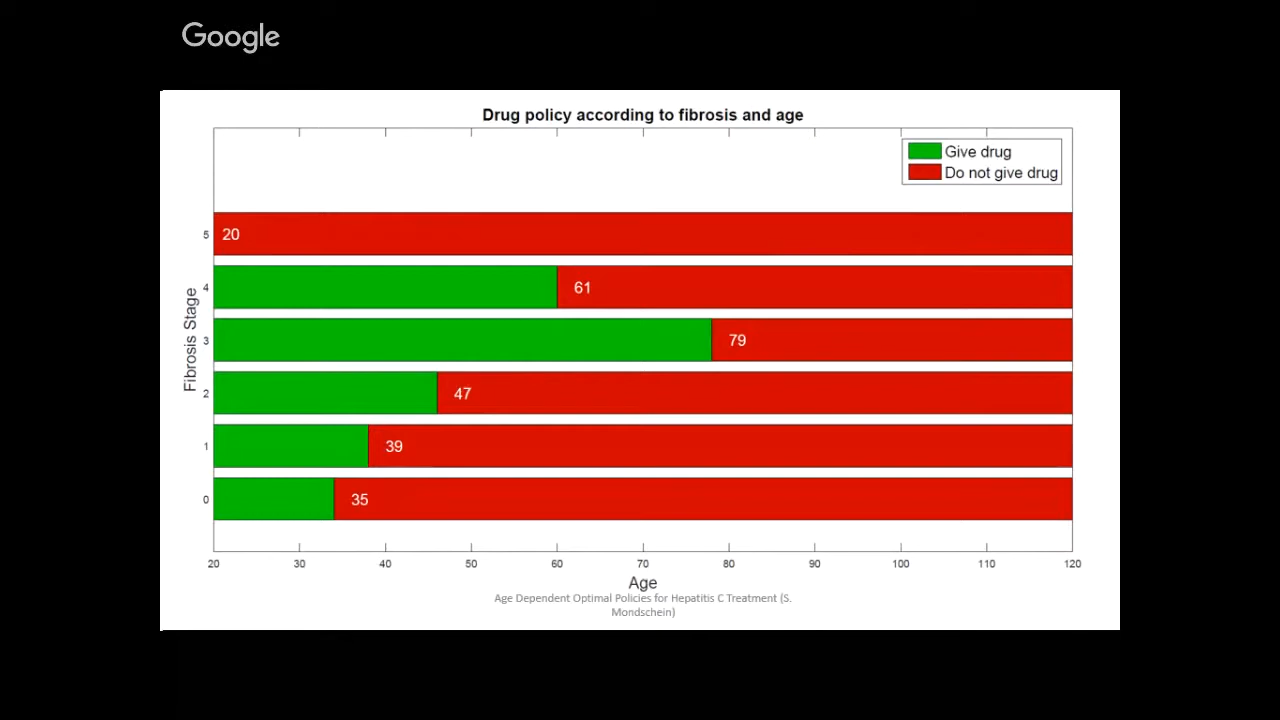 Google
Drug policy according to fibrosis and age
Give drug
Do not give drug
5 20
4 61
3 79
2 47
1 39
0 35
Fibrosis Stage
20 30 40 50 60 70 80 90 100 110 120
Age
Age Dependent Optimal Policies for Hepatitis C Treatment (S.
Mondschein)